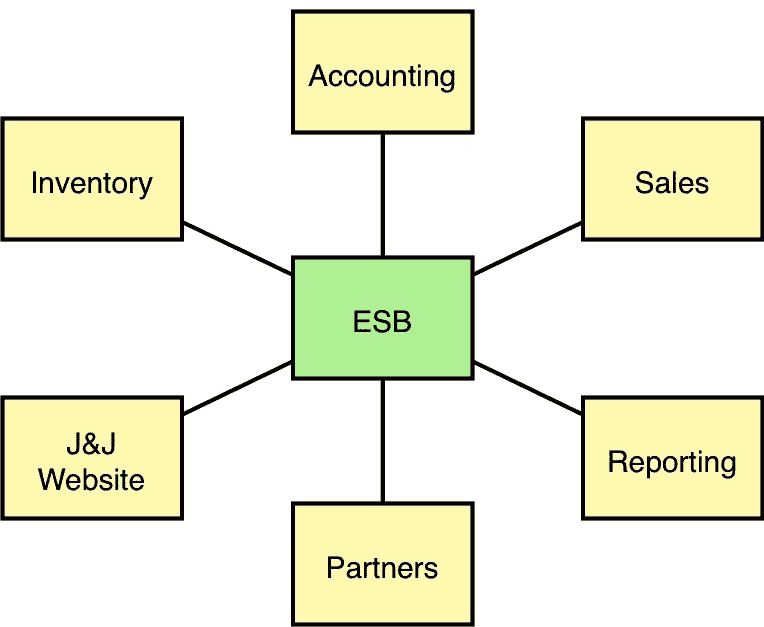 Accounting
Inventory
Sales
ESB
J&J
Website
Reporting
Partners